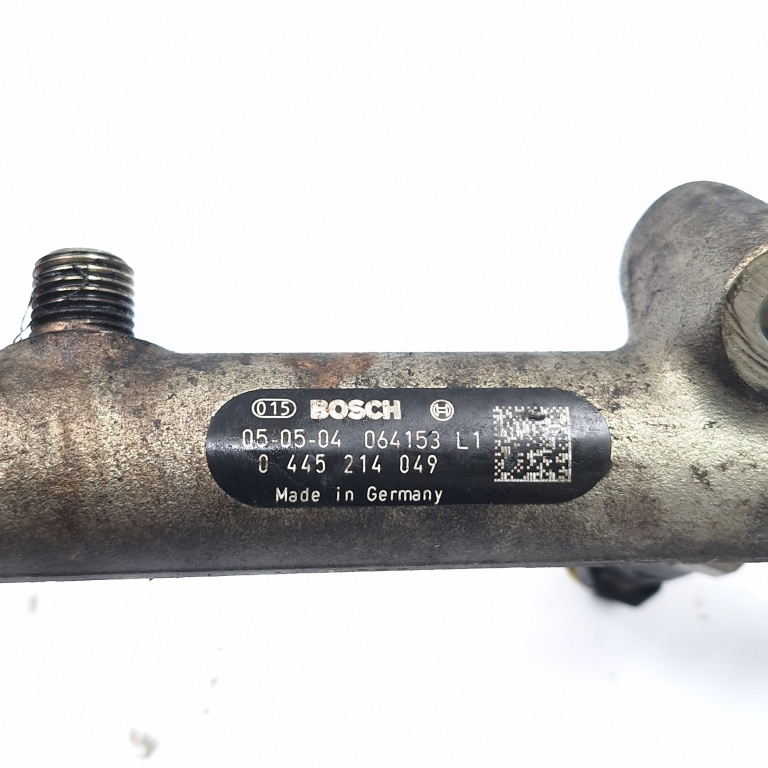 015 BOSCH
05-05-04 064153 L1
0 445 214 049
Made in Germany